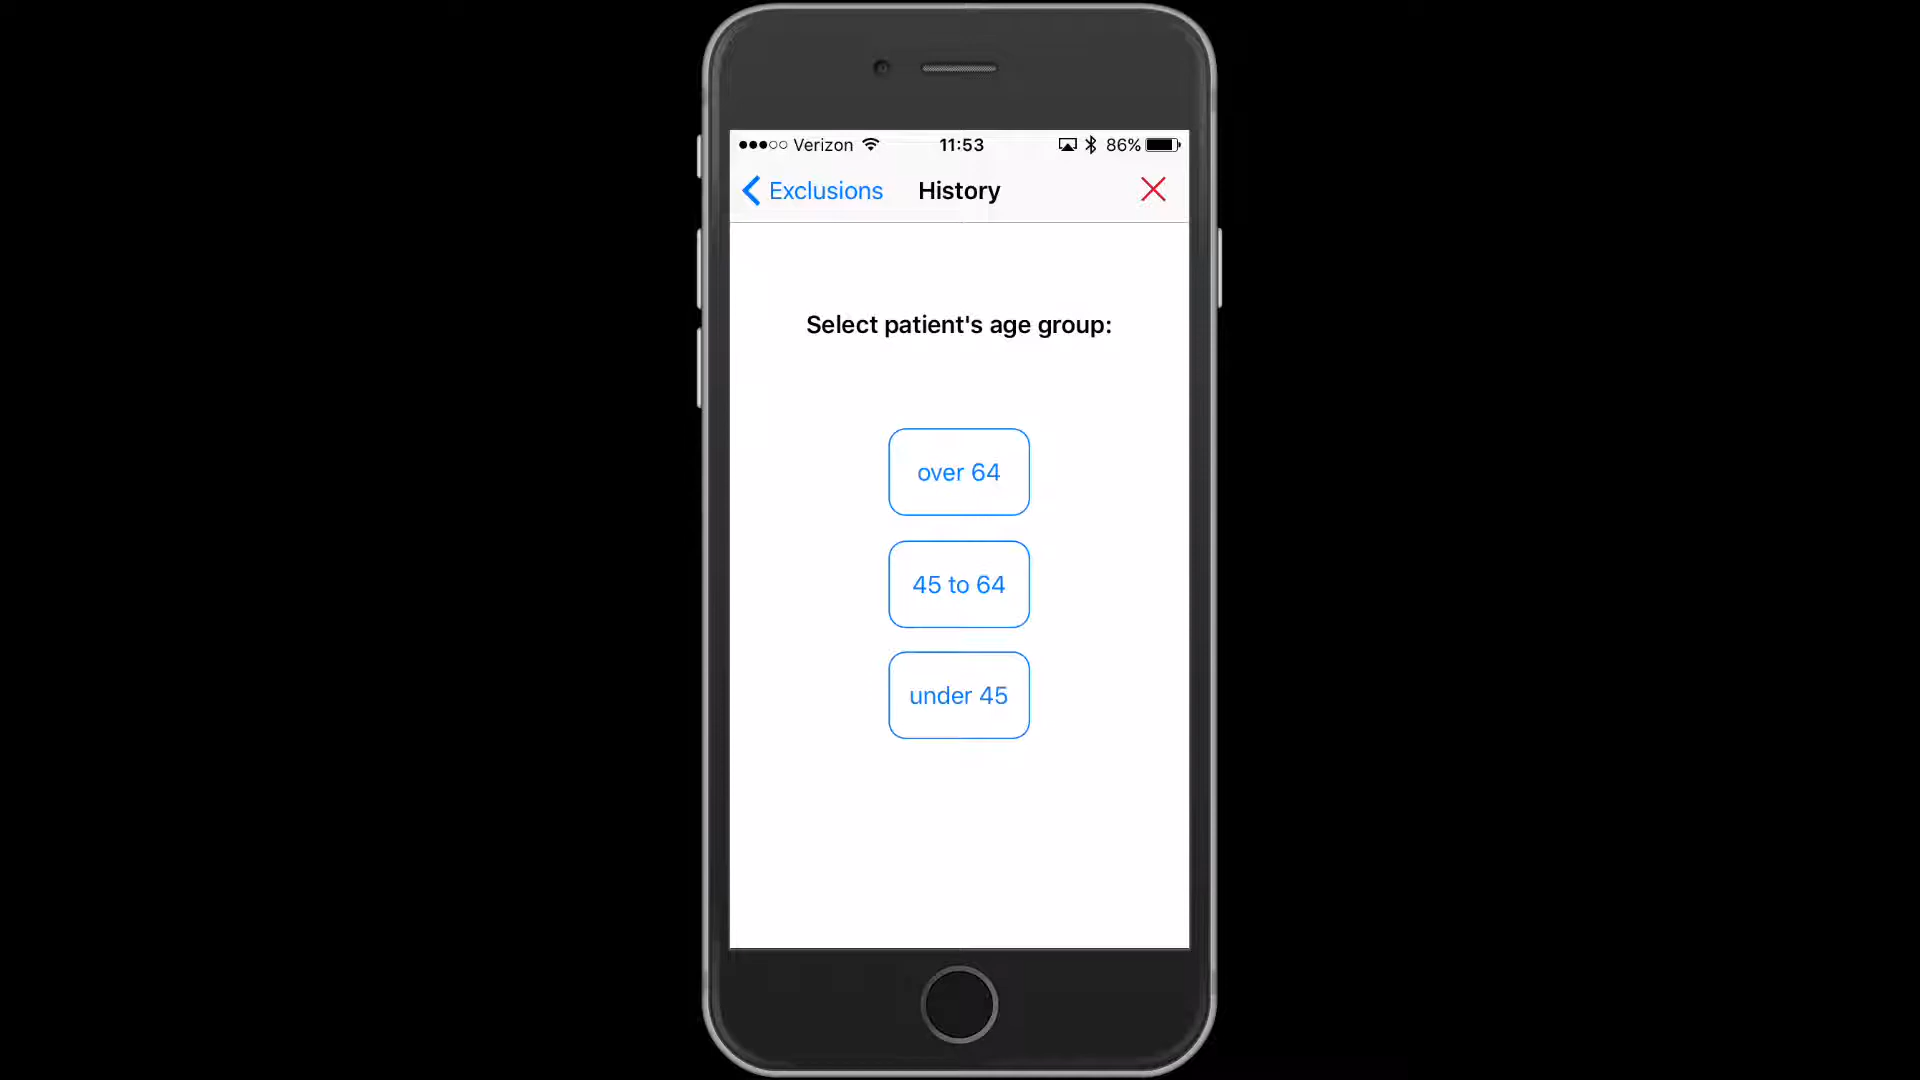 Verizon 11:53 86%
Exclusions History
Select patient's age group:
over 64
45 to 64
under 45